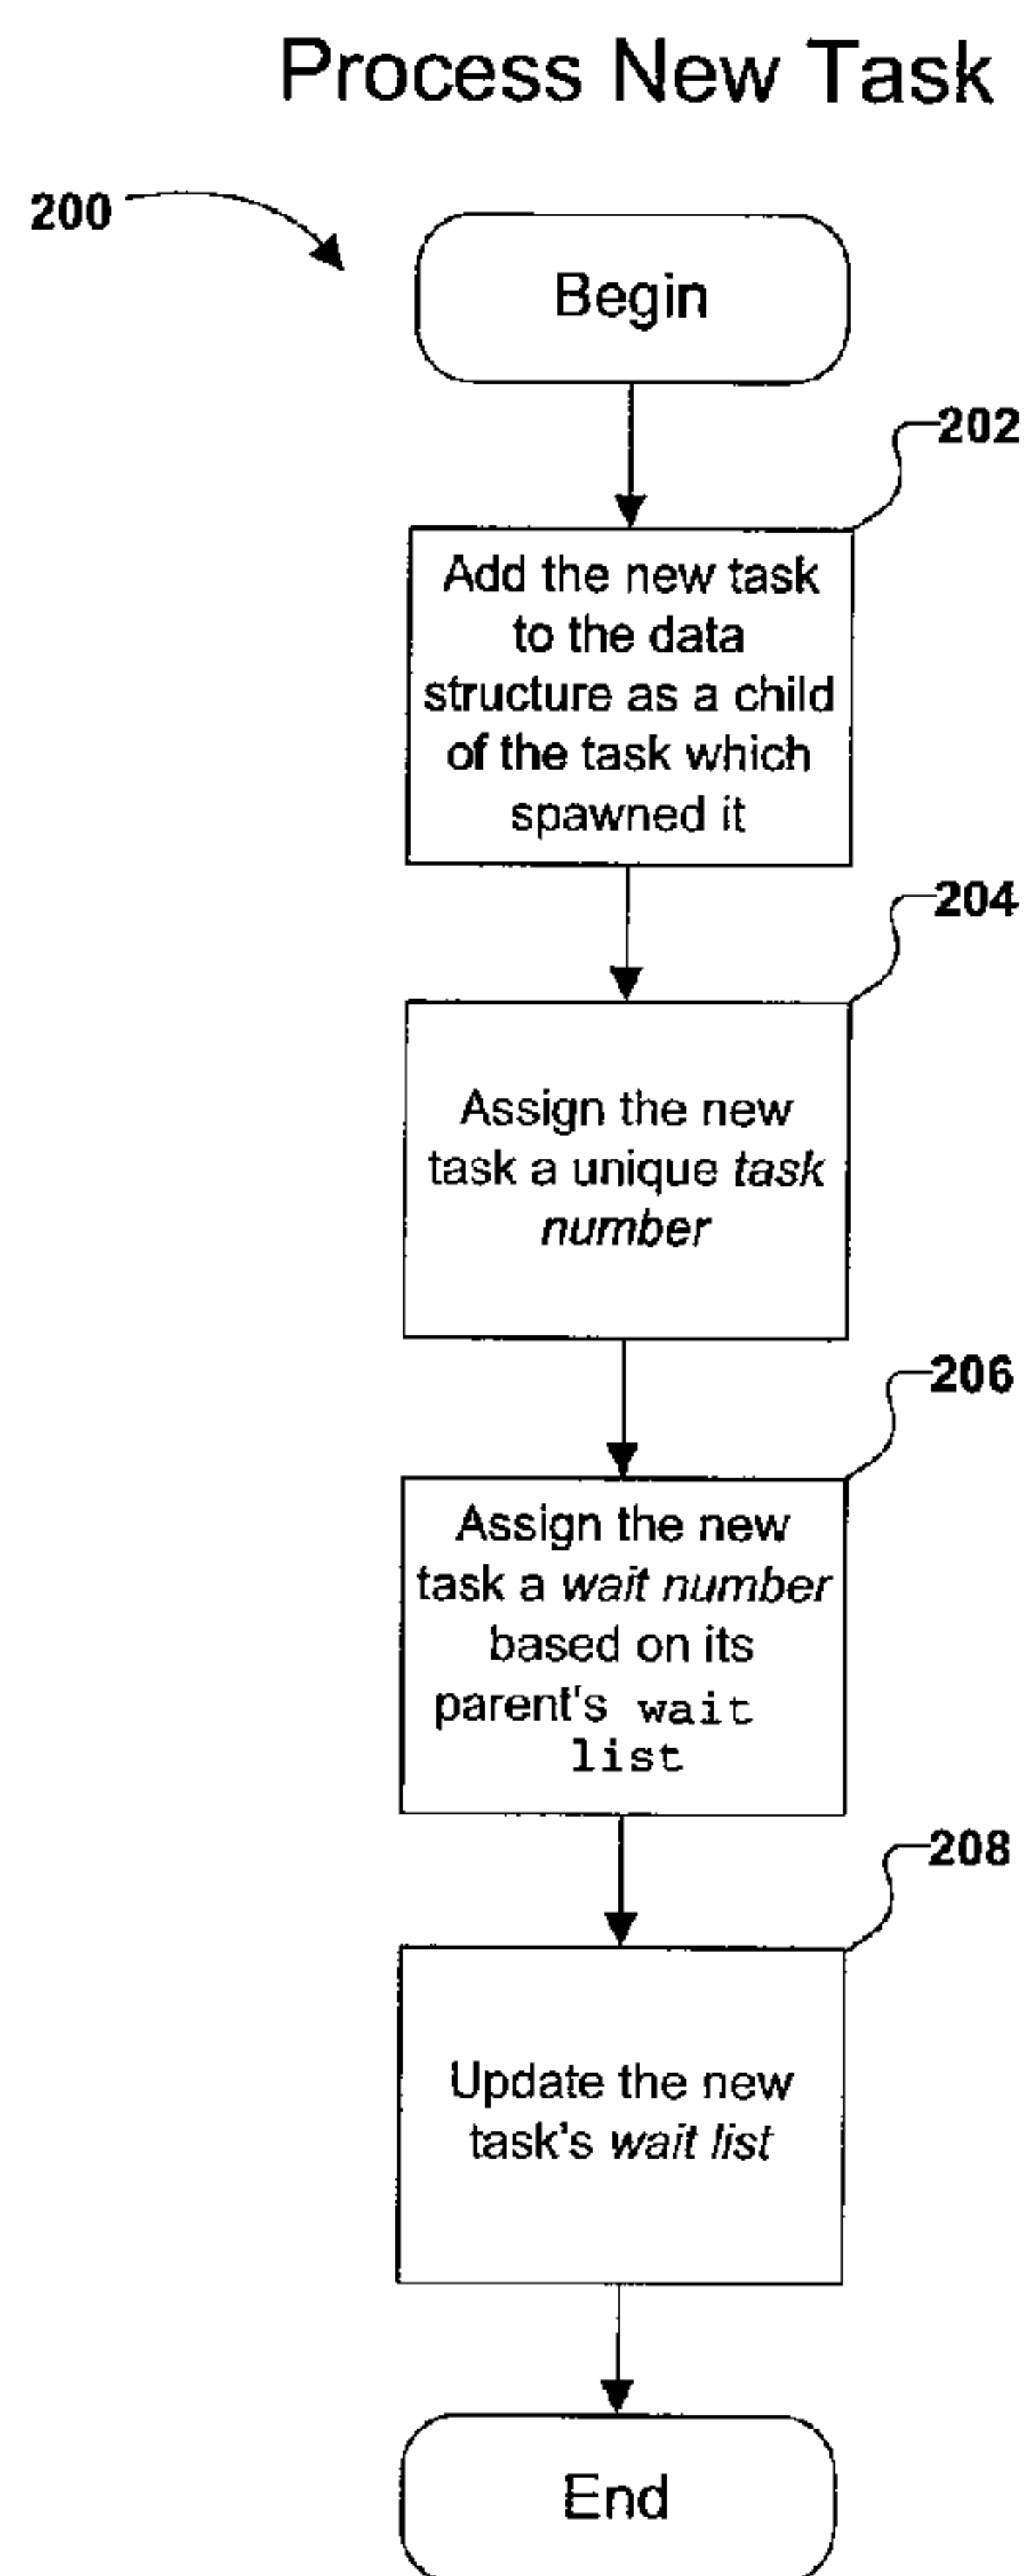 Process New Task
200
Begin
202
Add the new task
to the data
structure as a child
of the task which
spawned it
204
Assign the new
task a unique task
number
206
Assign the new
task a wait number
based on its
parent's wait
list
208
Update the new
task's wait list
End